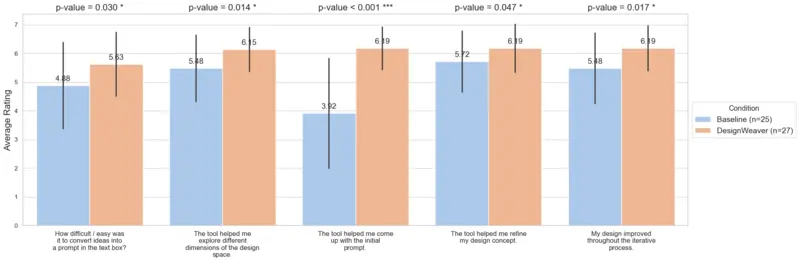 p-value = 0.030 * p-value = 0.014 * p-value < 0.001 *** p-value = 0.047 * p-value = 0.017 *
7
6
5
4
3
2
1
0
Average Rating
4.88 5.63 5.48 6.15 3.92 6.19 5.72 6.19 5.48 6.19
Condition
Baseline (n=25)
DesignWeaver (n=27)
How difficult / easy was
it to convert ideas into
a prompt in the text box?
The tool helped me
explore different
dimensions of the design
space.
The tool helped me come
up with the initial
prompt.
The tool helped me refine
my design concept.
My design improved
throughout the iterative
process.